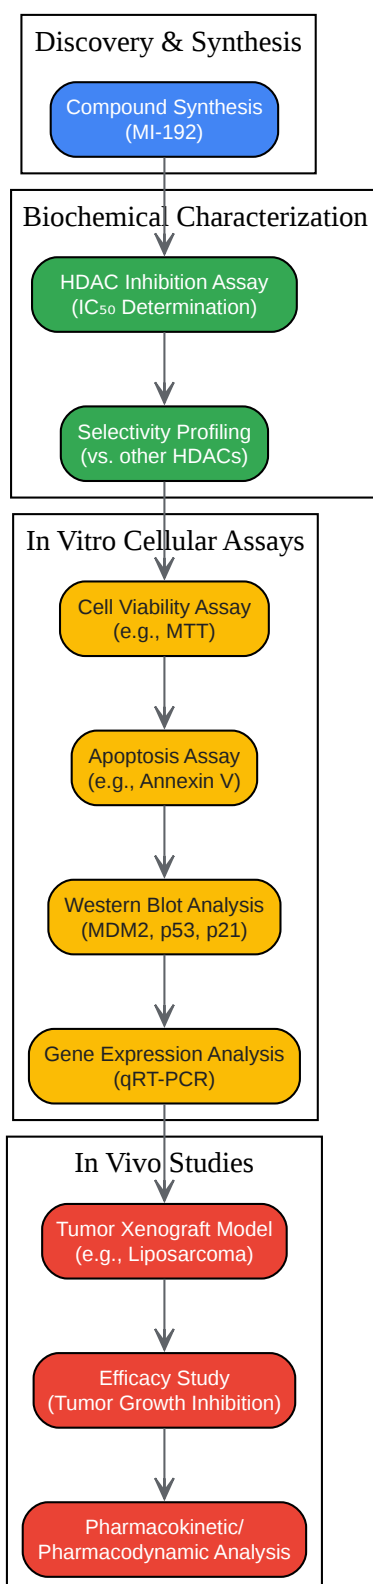 Discovery & Synthesis
Compound Synthesis
(MI-192)
Biochemical Characterization
HDAC Inhibition Assay
(IC₅₀ Determination)
Selectivity Profiling
(vs. other HDACs)
In Vitro Cellular Assays
Cell Viability Assay
(e.g., MTT)
Apoptosis Assay
(e.g., Annexin V)
Western Blot Analysis
(MDM2, p53, p21)
Gene Expression Analysis
(qRT-PCR)
In Vivo Studies
Tumor Xenograft Model
(e.g., Liposarcoma)
Efficacy Study
(Tumor Growth Inhibition)
Pharmacokinetic/
Pharmacodynamic Analysis